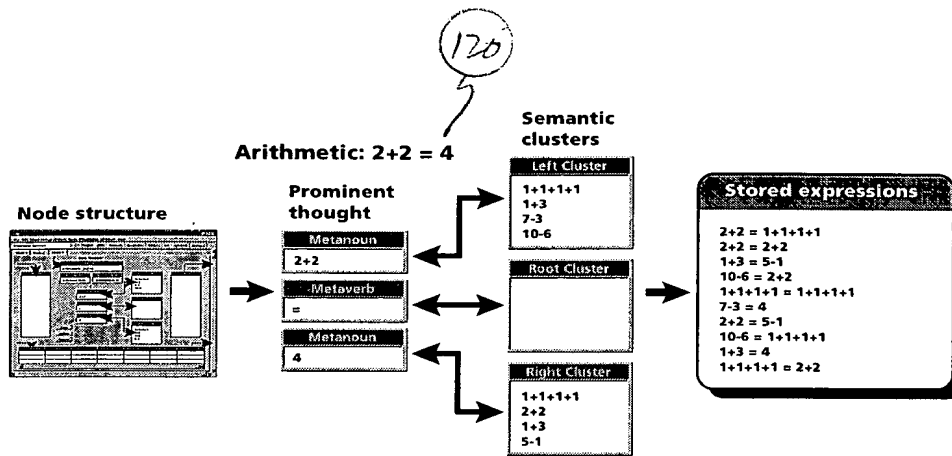 120
Arithmetic: 2+2 = 4
Node structure
Prominent
thought
Metanoun
2+2
Metaverb
=
Metanoun
4
Semantic
clusters
Left Cluster
1+1+1+1
1+3
7-3
10-6
Root Cluster
Right Cluster
1+1+1+1
2+2
1+3
5-1
Stored expressions
2+2 = 1+1+1+1
2+2 = 2+2
1+3 = 5-1
10-6 = 2+2
1+1+1+1 = 1+1+1+1
7-3 = 4
2+2 = 5-1
10-6 = 1+1+1+1
1+3 = 4
1+1+1+1 = 2+2